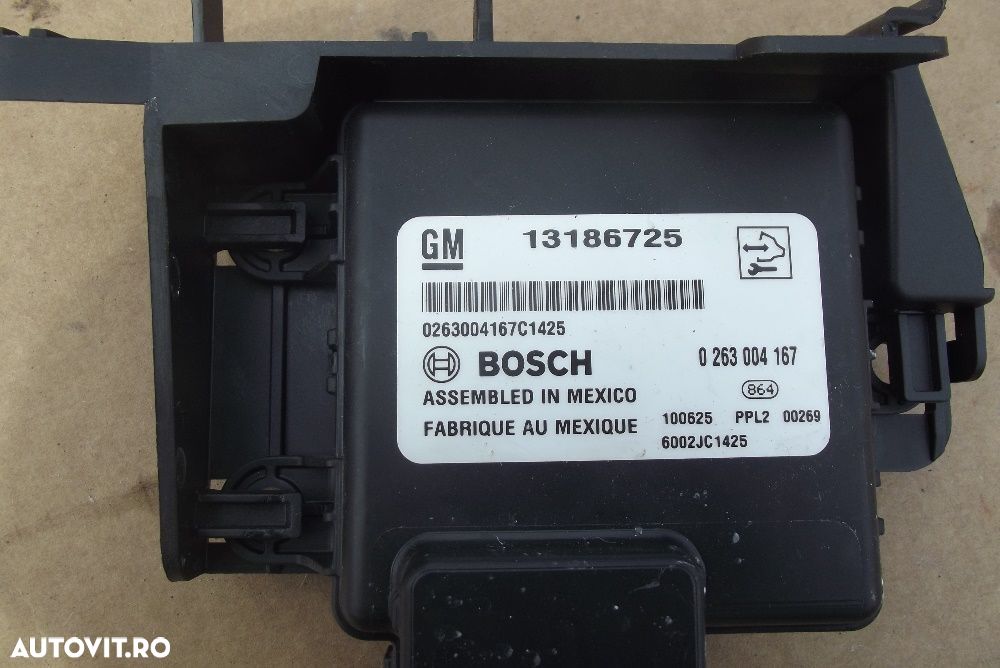 GM 13186725
0263004167C1425
BOSCH 0 263 004 167
ASSEMBLED IN MEXICO 864
FABRIQUE AU MEXIQUE 100625 PPL2 00269
6002JC1425
AUTOVIT.RO